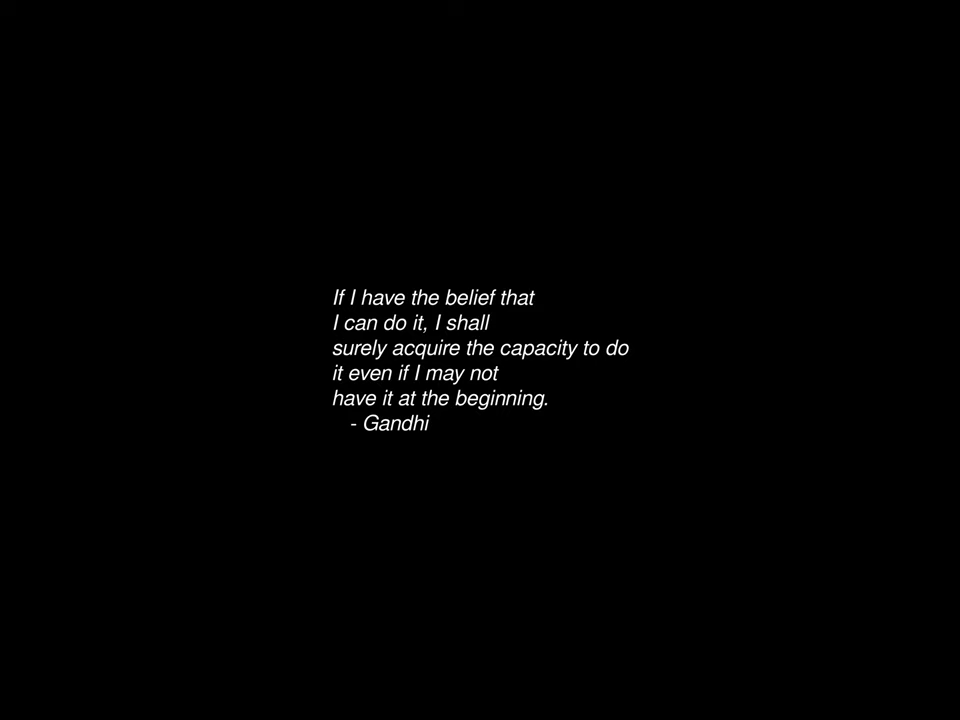 If I have the belief that
I can do it, I shall
surely acquire the capacity to do
it even if I may not
have it at the beginning.
- Gandhi